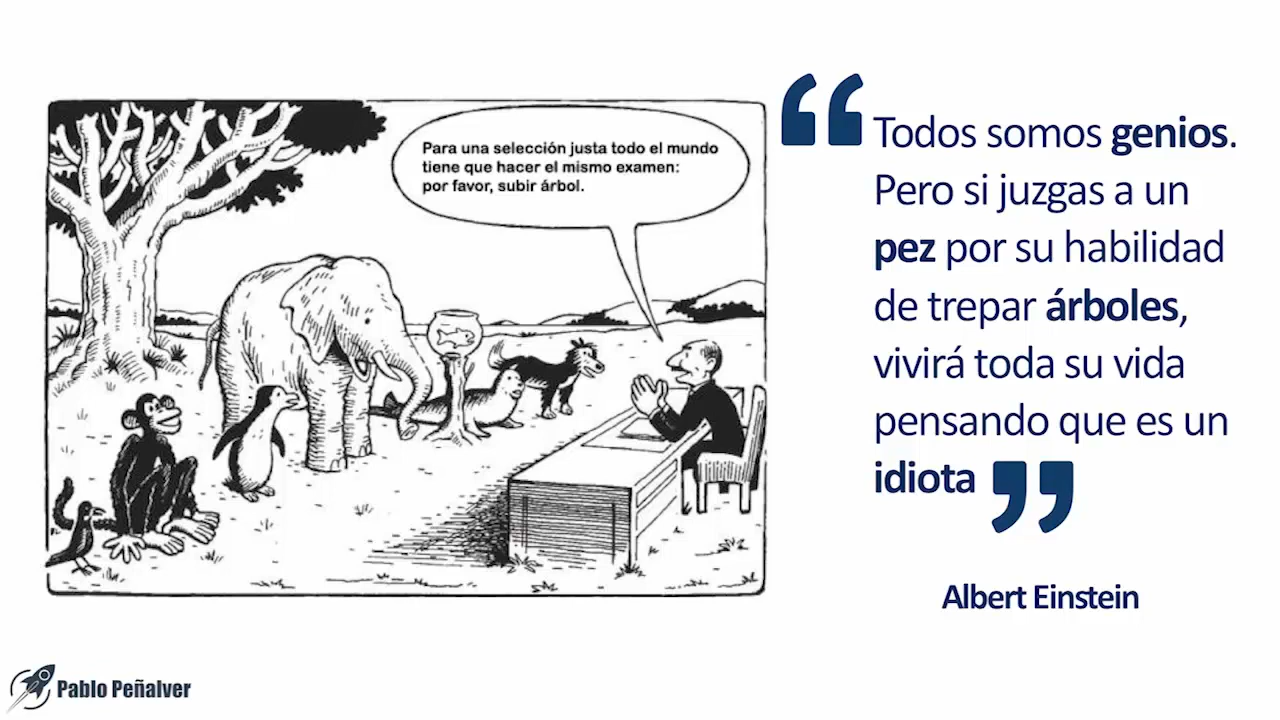 Para una selección justa todo el mundo
tiene que hacer el mismo examen:
por favor, subir árbol.
Todos somos genios.
Pero si juzgas a un
pez por su habilidad
de trepar árboles,
vivirá toda su vida
pensando que es un
idiota
Albert Einstein
Pablo Peñalver